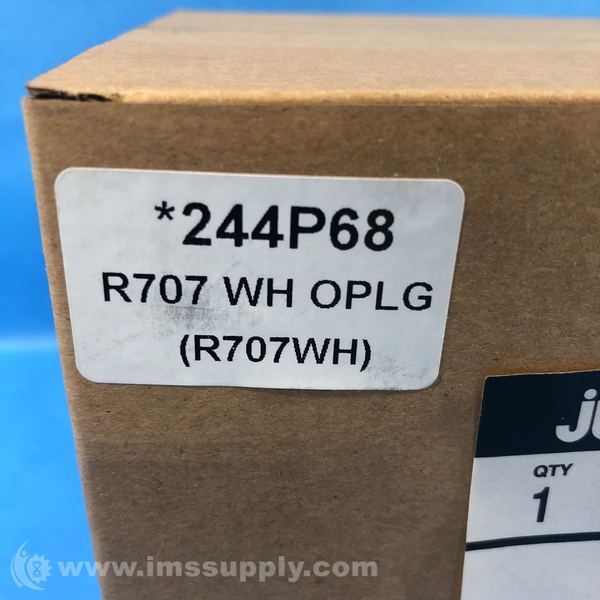 *244P68
R707 WH OPLG
(R707WH)
QTY
1
www.imssupply.com